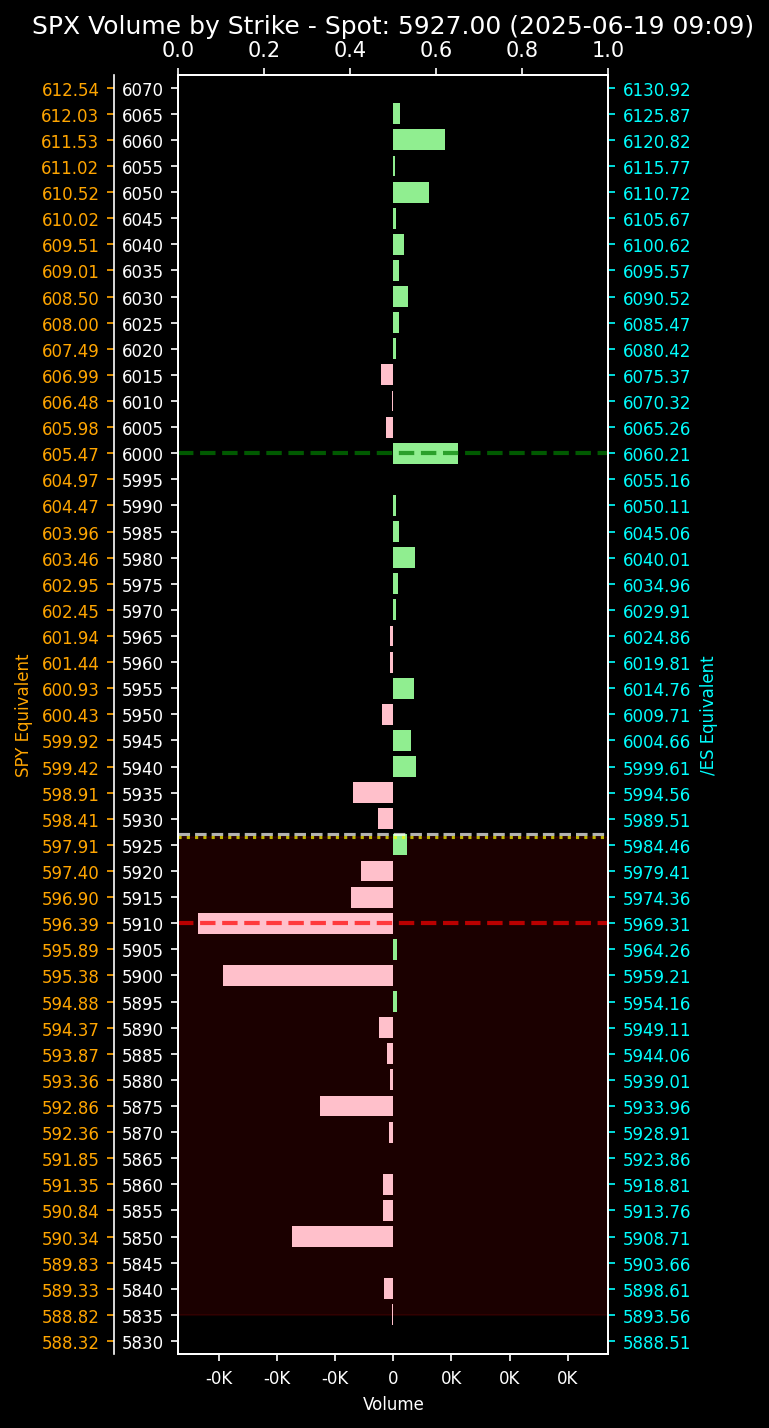 SPX Volume by Strike - Spot: 5927.00 (2025-06-19 09:09)
0.0 0.2 0.4 0.6 0.8 1.0
612.54 6070 6130.92
612.03 6065 6125.87
611.53 6060 6120.82
611.02 6055 6115.77
610.52 6050 6110.72
610.02 6045 6105.67
609.51 6040 6100.62
609.01 6035 6095.57
608.50 6030 6090.52
608.00 6025 6085.47
607.49 6020 6080.42
606.99 6015 6075.37
606.48 6010 6070.32
605.98 6005 6065.26
605.47 6000 6060.21
604.97 5995 6055.16
604.47 5990 6050.11
603.96 5985 6045.06
603.46 5980 6040.01
602.95 5975 6034.96
602.45 5970 6029.91
601.94 5965 6024.86
601.44 5960 6019.81
600.93 5955 6014.76
600.43 5950 6009.71
599.92 5945 6004.66
599.42 5940 5999.61
598.91 5935 5994.56
598.41 5930 5989.51
597.91 5925 5984.46
597.40 5920 5979.41
596.90 5915 5974.36
596.39 5910 5969.31
595.89 5905 5964.26
595.38 5900 5959.21
594.88 5895 5954.16
594.37 5890 5949.11
593.87 5885 5944.06
593.36 5880 5939.01
592.86 5875 5933.96
592.36 5870 5928.91
591.85 5865 5923.86
591.35 5860 5918.81
590.84 5855 5913.76
590.34 5850 5908.71
589.83 5845 5903.66
589.33 5840 5898.61
588.82 5835 5893.56
588.32 5830 5888.51
SPY Equivalent
/ES Equivalent
-0K -0K -0K 0 0K 0K 0K
Volume